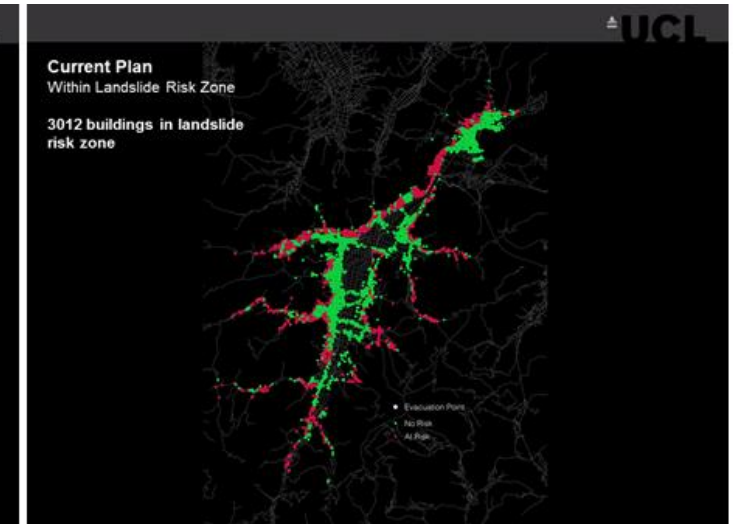 UCL
Current Plan
Within Landslide Risk Zone
3012 buildings in landslide
risk zone
Evacuation Point
No Risk
At Risk